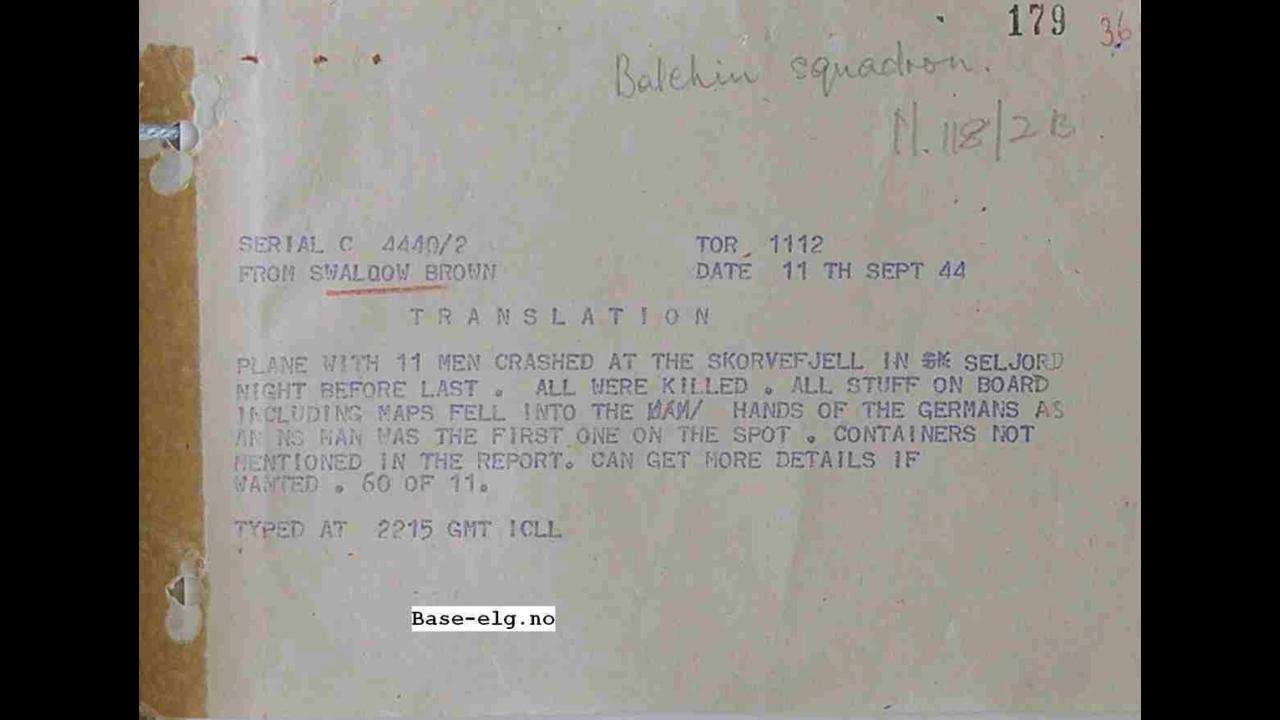 179 36
Balchin squadron.
11.118/2B
SERIAL C 4440/2 TOR 1112
FROM SWALOOW BROWN DATE 11 TH SEPT 44
TRANSLATION
PLANE WITH 11 MEN CRASHED AT THE SKORVEFJELL IN SK SELJORD
NIGHT BEFORE LAST . ALL WERE KILLED . ALL STUFF ON BOARD
INCLUDING MAPS FELL INTO THE HANDS OF THE GERMANS AS
AN NS MAN WAS THE FIRST ONE ON THE SPOT . CONTAINERS NOT
MENTIONED IN THE REPORT. CAN GET MORE DETAILS IF
WANTED . 60 OF 11.
TYPED AT 2215 GMT ICLL
Base-elg.no